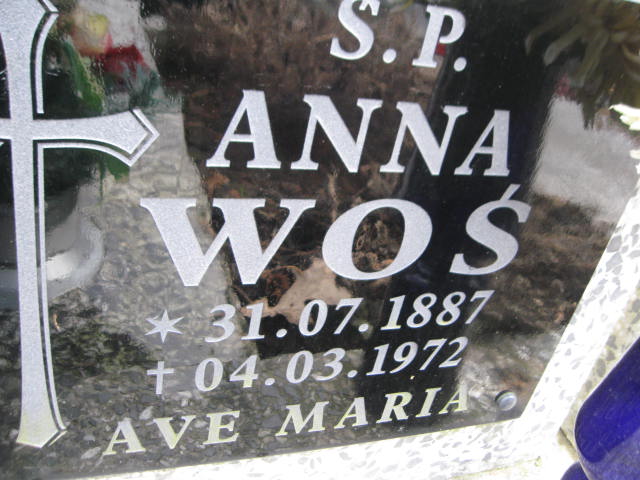 Ś.P.
ANNA
WOŚ
* 31.07.1887
† 04.03.1972
AVE MARIA